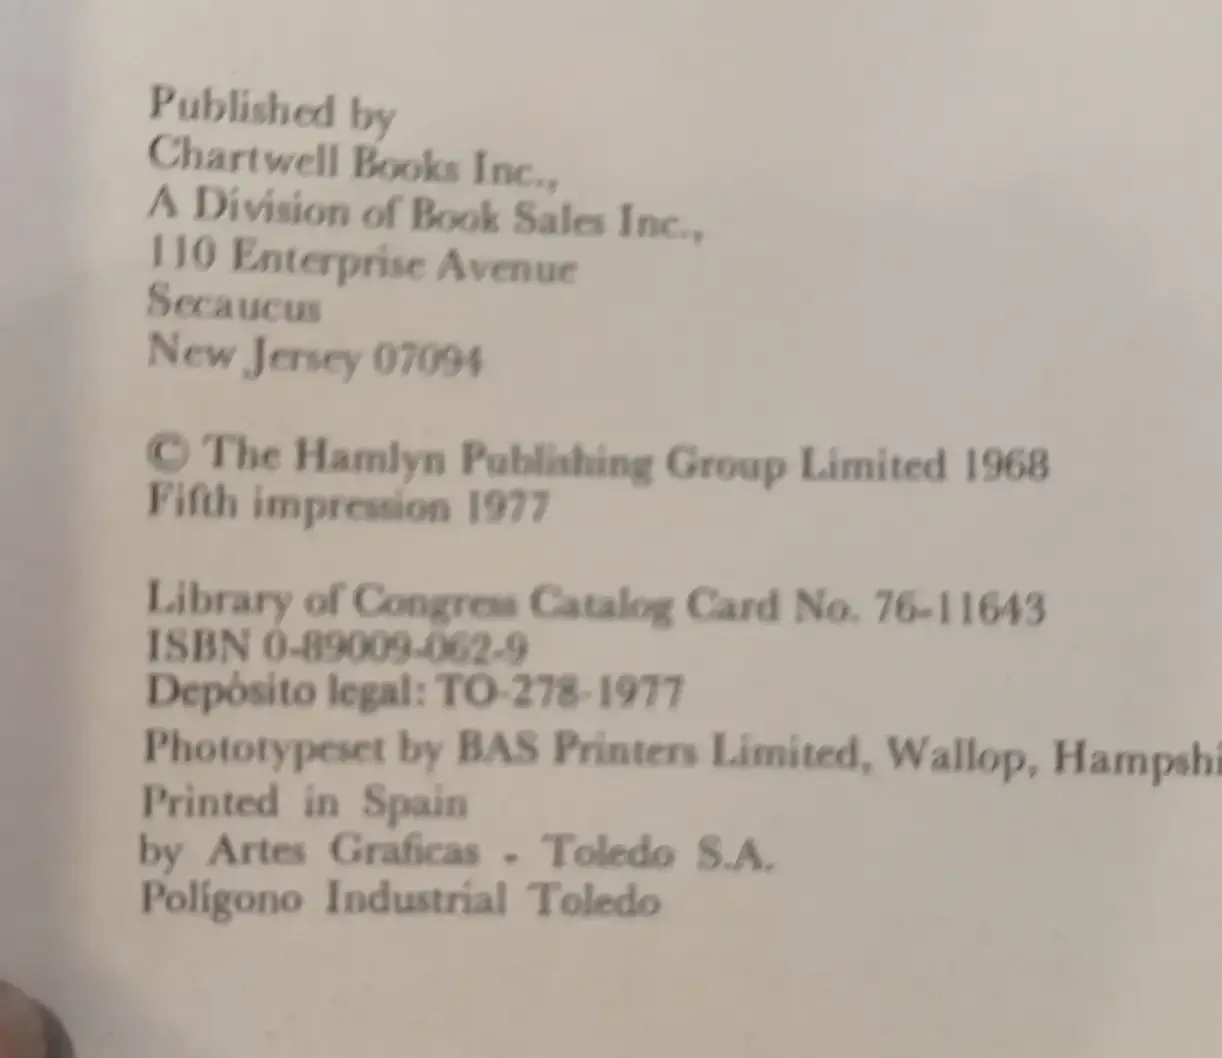 Published by
Chartwell Books Inc.,
A Division of Book Sales Inc.,
110 Enterprise Avenue
Secaucus
New Jersey 07094
© The Hamlyn Publishing Group Limited 1968
Fifth impression 1977
Library of Congress Catalog Card No. 76-11643
ISBN 0-89009-062-9
Depòsito legal: TO-278-1977
Phototypeset by BAS Printers Limited, Wallop, Hampshi
Printed in Spain
by Artes Graficas - Toledo S.A.
Polígono Industrial Toledo